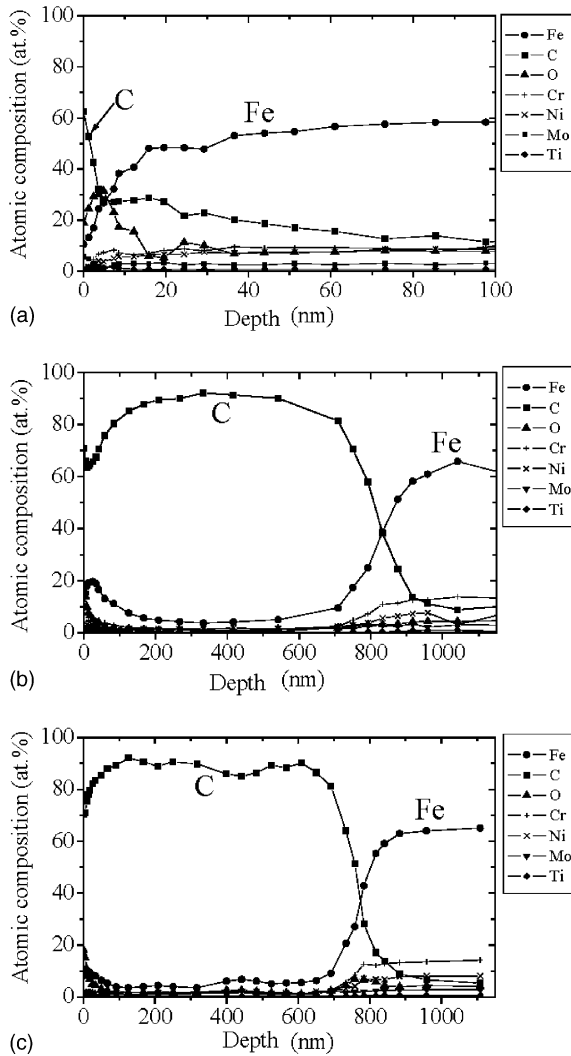 Atomic composition (at.%)
100
80
60
40
20
0
C
Fe
Fe
C
O
Cr
Ni
Mo
Ti
0
20
40
60
80
100
(a)
Depth (nm)
Atomic composition (at.%)
100
80
60
40
20
0
C
Fe
Fe
C
O
Cr
Ni
Mo
Ti
0
200
400
600
800
1000
(b)
Depth (nm)
Atomic composition (at.%)
100
80
60
40
20
0
C
Fe
Fe
C
O
Cr
Ni
Mo
Ti
0
200
400
600
800
1000
(c)
Depth (nm)